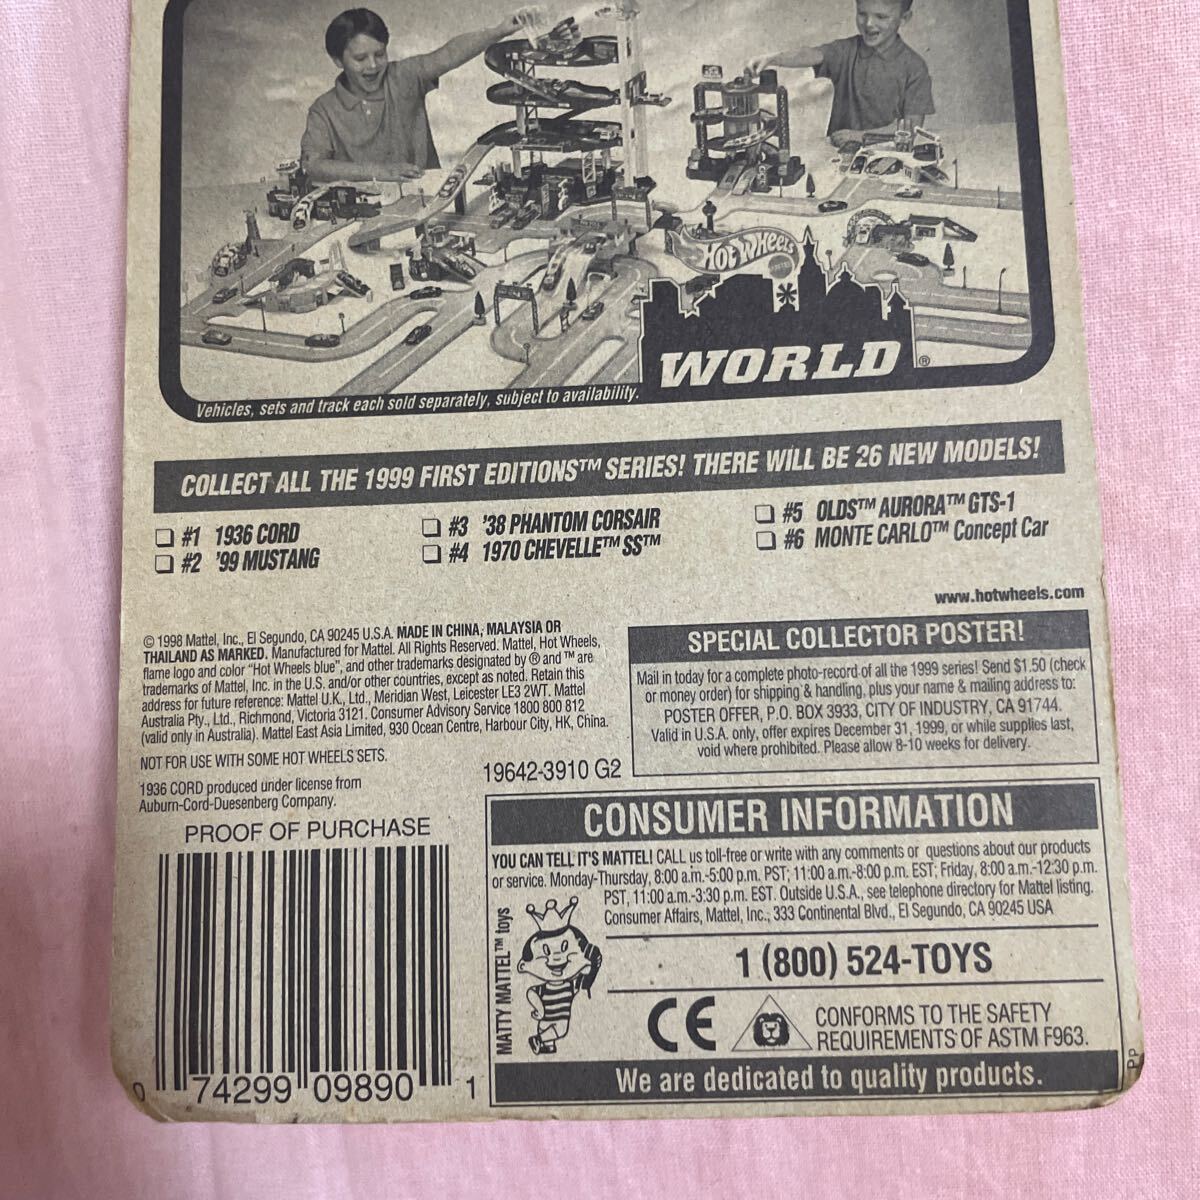 HOT WHEELS
WORLD®
Vehicles, sets and track each sold separately, subject to availability.
COLLECT ALL THE 1999 FIRST EDITIONS™ SERIES! THERE WILL BE 26 NEW MODELS!
#1 1936 CORD
#2 '99 MUSTANG
#3 '38 PHANTOM CORSAIR
#4 1970 CHEVELLE™ SS™
#5 OLDS™ AURORA™ GTS-1
#6 MONTE CARLO™ Concept Car
www.hotwheels.com
© 1998 Mattel, Inc., El Segundo, CA 90245 U.S.A. MADE IN CHINA, MALAYSIA OR
THAILAND AS MARKED. Manufactured for Mattel. All Rights Reserved. Mattel, Hot Wheels,
flame logo and color "Hot Wheels blue", and other trademarks designated by ® and ™ are
trademarks of Mattel, Inc. in the U.S. and/or other countries, except as noted. Retain this
address for future reference: Mattel U.K., Ltd., Meridian West, Leicester LE3 2WT. Mattel
Australia Pty., Ltd., Richmond, Victoria 3121. Consumer Advisory Service 1800 800 812
(valid only in Australia). Mattel East Asia Limited, 930 Ocean Centre, Harbour City, HK, China.
NOT FOR USE WITH SOME HOT WHEELS SETS.
1936 CORD produced under license from
Auburn-Cord-Duesenberg Company.
19642-3910 G2
SPECIAL COLLECTOR POSTER!
Mail in today for a complete photo-record of all the 1999 series! Send $1.50 (check
or money order) for shipping & handling, plus your name & mailing address to:
POSTER OFFER, P.O. BOX 3933, CITY OF INDUSTRY, CA 91744.
Valid in U.S.A. only, offer expires December 31, 1999, or while supplies last,
void where prohibited. Please allow 8-10 weeks for delivery.
PROOF OF PURCHASE
0 74299 09890 1
CONSUMER INFORMATION
YOU CAN TELL IT'S MATTEL! CALL us toll-free or write with any comments or questions about our products
or service. Monday-Thursday, 8:00 a.m.-5:00 p.m. PST; 11:00 a.m.-8:00 p.m. EST; Friday, 8:00 a.m.-12:30 p.m.
PST, 11:00 a.m.-3:30 p.m. EST. Outside U.S.A., see telephone directory for Mattel listing.
Consumer Affairs, Mattel, Inc., 333 Continental Blvd., El Segundo, CA 90245 USA
MATTY MATTEL™ toys
1 (800) 524-TOYS
CE
CONFORMS TO THE SAFETY
REQUIREMENTS OF ASTM F963.
We are dedicated to quality products.
PP